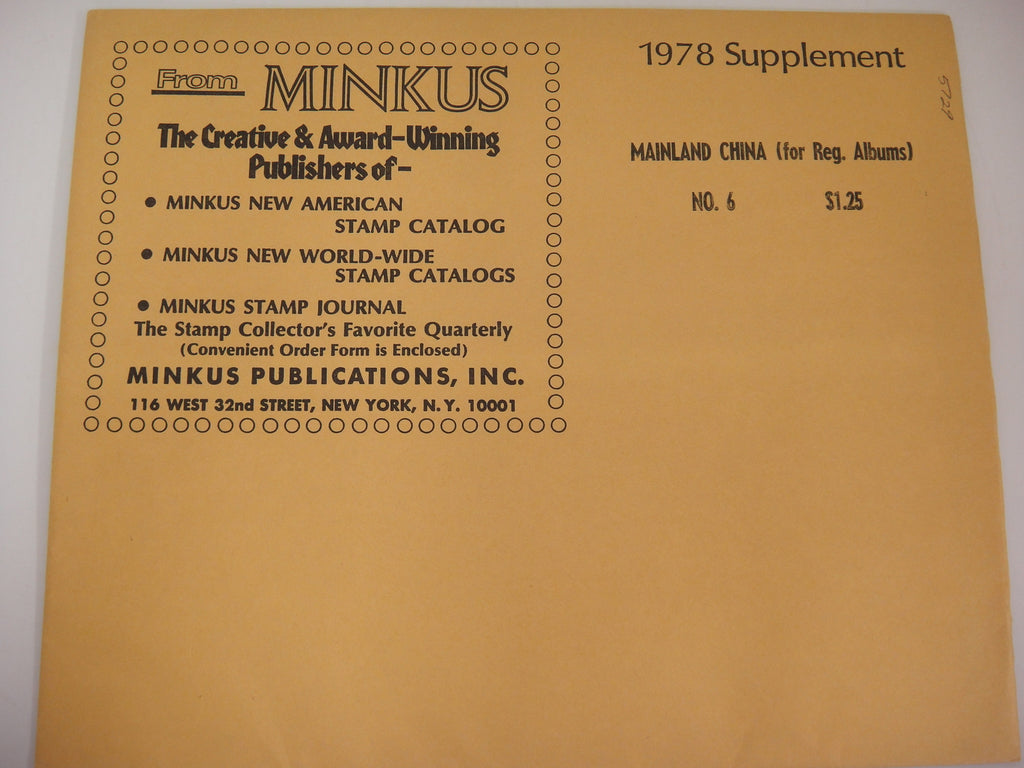 From MINKUS
The Creative & Award-Winning
Publishers of-
• MINKUS NEW AMERICAN
STAMP CATALOG
• MINKUS NEW WORLD-WIDE
STAMP CATALOGS
• MINKUS STAMP JOURNAL
The Stamp Collector's Favorite Quarterly
(Convenient Order Form is Enclosed)
MINKUS PUBLICATIONS, INC.
116 WEST 32nd STREET, NEW YORK, N. Y. 10001
1978 Supplement
5729
MAINLAND CHINA (for Reg. Albums)
NO. 6 $1.25